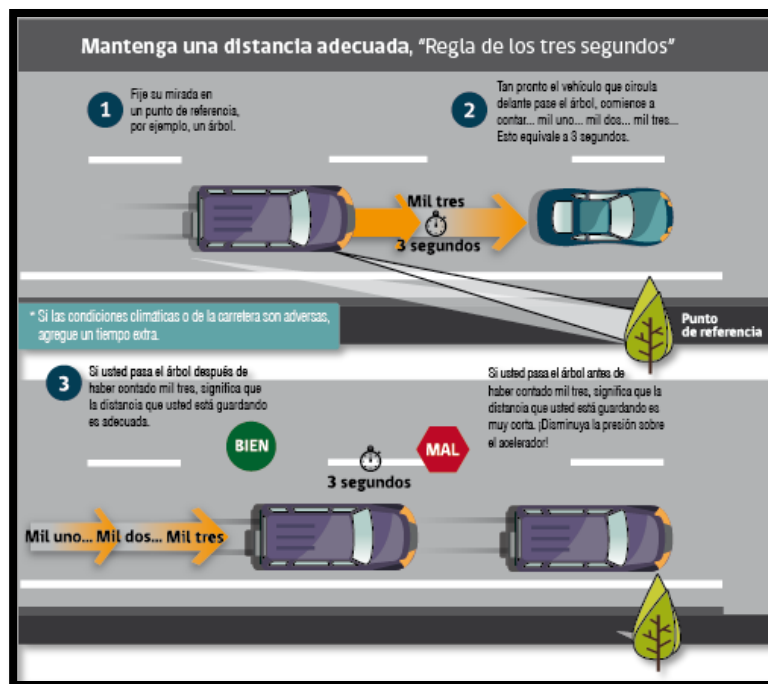 Mantenga una distancia adecuada, "Regla de los tres segundos"
1
Fije su mirada en
un punto de referencia,
por ejemplo, un árbol.
2
Tan pronto el vehículo que circula
delante pase el árbol, comience a
contar... mil uno... mil dos... mil tres...
Esto equivale a 3 segundos.
Mil tres
3 segundos
* Si las condiciones climáticas o de la carretera son adversas,
agregue un tiempo extra.
Punto
de referencia
3
Si usted pasa el árbol después de
haber contado mil tres, significa que
la distancia que usted está guardando
es adecuada.
BIEN
3 segundos
MAL
Si usted pasa el árbol antes de
haber contado mil tres, significa que la
distancia que usted está guardando es
muy corta. ¡Disminuya la presión sobre
el acelerador!
Mil uno... Mil dos... Mil tres